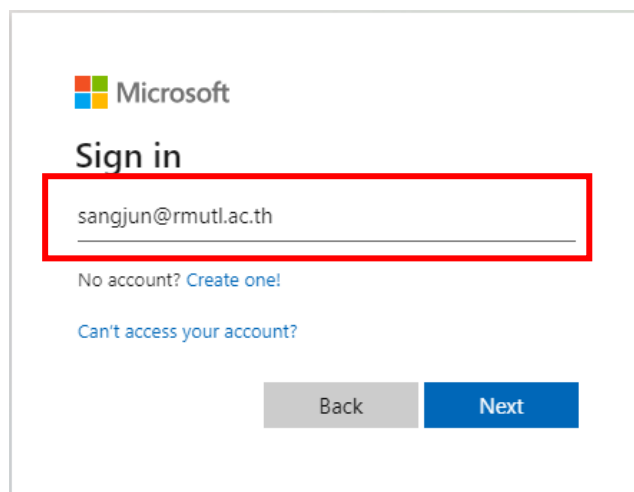 Microsoft
Sign in
sangjun@rmutl.ac.th
No account? Create one!
Can't access your account?
Back Next